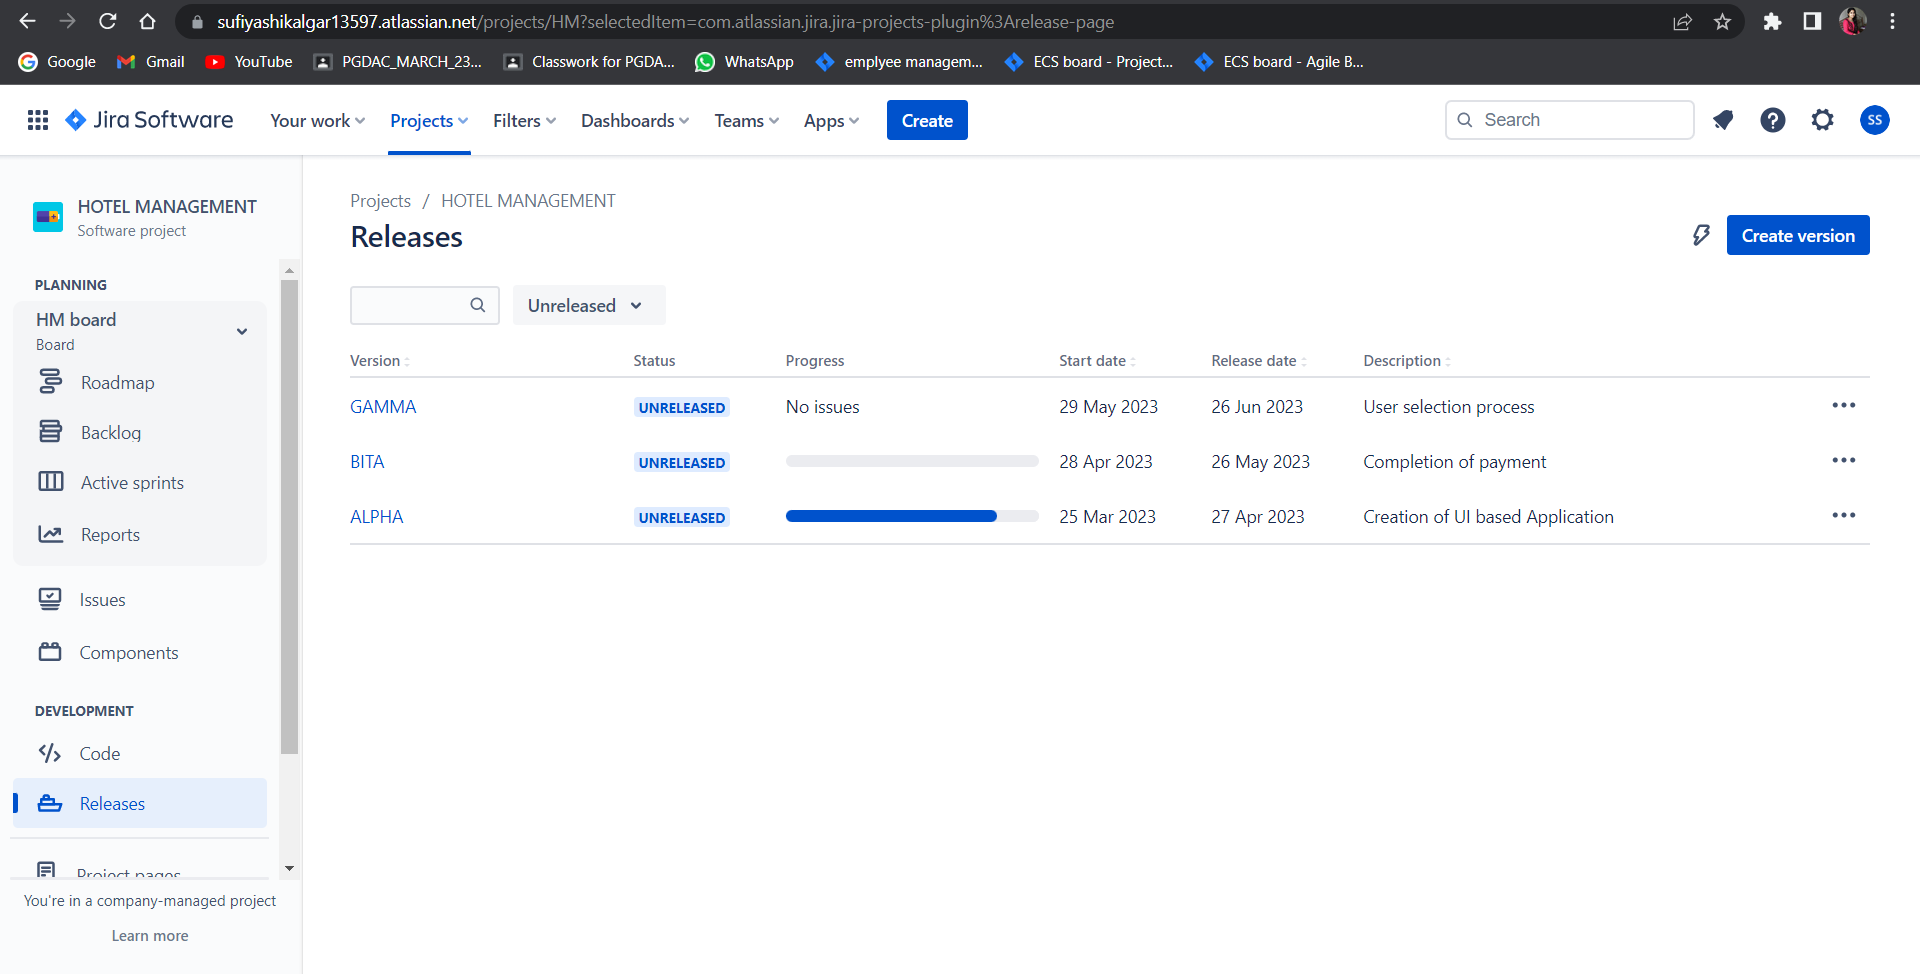 sufiyashikalgar13597.atlassian.net/projects/HM?selectedItem=com.atlassian.jira.jira-projects-plugin%3Arelease-page
Google Gmail YouTube PGDAC_MARCH_23... Classwork for PGDA... WhatsApp emplyee managem... ECS board - Project... ECS board - Agile B...
Jira Software Your work Projects Filters Dashboards Teams Apps Create Search SS
HOTEL MANAGEMENT
Software project
PLANNING
HM board
Board
Roadmap
Backlog
Active sprints
Reports
Issues
Components
DEVELOPMENT
Code
Releases
Project pages
You're in a company-managed project
Learn more
Projects / HOTEL MANAGEMENT
Releases
Create version
Unreleased
Version Status Progress Start date Release date Description
GAMMA UNRELEASED No issues 29 May 2023 26 Jun 2023 User selection process
BITA UNRELEASED 28 Apr 2023 26 May 2023 Completion of payment
ALPHA UNRELEASED 25 Mar 2023 27 Apr 2023 Creation of UI based Application